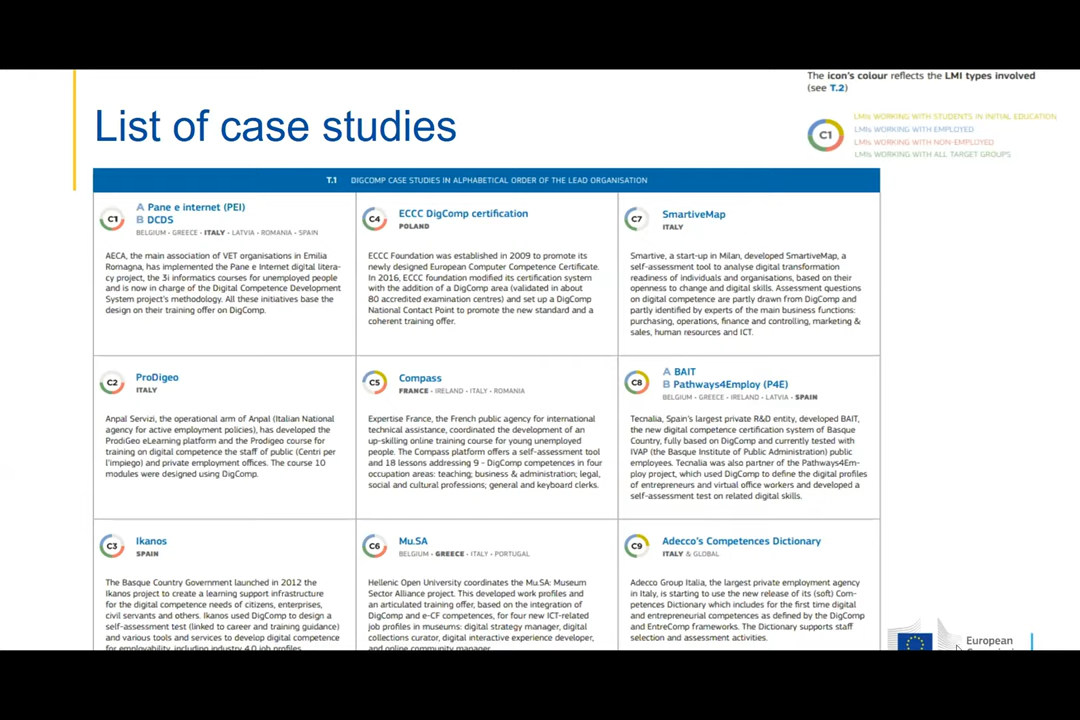 The icon's colour reflects the LMI types involved
(see T.2)
List of case studies
C1
LMIs WORKING WITH STUDENTS IN INITIAL EDUCATION
LMIs WORKING WITH EMPLOYED
LMIs WORKING WITH NON-EMPLOYED
LMIs WORKING WITH ALL TARGET GROUPS
T.1 DIGCOMP CASE STUDIES IN ALPHABETICAL ORDER OF THE LEAD ORGANISATION
C1
A Pane e internet (PEI)
B DCDS
BELGIUM • GREECE • ITALY • LATVIA • ROMANIA • SPAIN
AECA, the main association of VET organisations in Emilia
Romagna, has implemented the Pane e Internet digital litera-
cy project, the 3i informatics courses for unemployed people
and is now in charge of the Digital Competence Development
System project's methodology. All these initiatives base the
design on their training offer on DigComp.
C4
ECCC DigComp certification
POLAND
ECCC Foundation was established in 2009 to promote its
newly designed European Computer Competence Certificate.
In 2016, ECCC foundation modified its certification system
with the addition of a DigComp area (validated in about
80 accredited examination centres) and set up a DigComp
National Contact Point to promote the new standard and a
coherent training offer.
C7
SmartiveMap
ITALY
Smartive, a start-up in Milan, developed SmartiveMap, a
self-assessment tool to analyse digital transformation
readiness of individuals and organisations, based on their
openness to change and digital skills. Assessment questions
on digital competence are partly drawn from DigComp and
partly identified by experts of the main business functions:
purchasing, operations, finance and controlling, marketing &
sales, human resources and ICT.
C2
ProDigeo
ITALY
Anpal Servizi, the operational arm of Anpal (Italian National
agency for active employment policies), has developed the
ProdiGeo eLearning platform and the Prodigeo course for
training on digital competence the staff of public (Centri per
l'impiego) and private employment offices. The course 10
modules were designed using DigComp.
C5
Compass
FRANCE • IRELAND • ITALY • ROMANIA
Expertise France, the French public agency for international
technical assistance, coordinated the development of an
up-skilling online training course for young unemployed
people. The Compass platform offers a self-assessment tool
and 18 lessons addressing 9 – DigComp competences in four
occupation areas: teaching; business & administration; legal,
social and cultural professions; general and keyboard clerks.
C8
A BAIT
B Pathways4Employ (P4E)
BELGIUM • GREECE • IRELAND • LATVIA • SPAIN
Tecnalia, Spain's largest private R&D entity, developed BAIT,
the new digital competence certification system of Basque
Country, fully based on DigComp and currently tested with
IVAP (the Basque Institute of Public Administration) public
employees. Tecnalia was also partner of the Pathways4Em-
ploy project, which used DigComp to define the digital profiles
of entrepreneurs and virtual office workers and developed a
self-assessment test on related digital skills.
C3
Ikanos
SPAIN
The Basque Country Government launched in 2012 the
Ikanos project to create a learning support infrastructure
for the digital competence needs of citizens, enterprises,
civil servants and others. Ikanos used DigComp to design a
self-assessment test (linked to career and training guidance)
and various tools and services to develop digital competence
for employability, including industry 4.0 job profiles.
C6
Mu.SA
BELGIUM • GREECE • ITALY • PORTUGAL
Hellenic Open University coordinates the Mu.SA: Museum
Sector Alliance project. This developed work profiles and
an articulated training offer, based on the integration of
DigComp and e-CF competences, for four new ICT-related
job profiles in museums: digital strategy manager, digital
collections curator, digital interactive experience developer,
and online community manager.
C9
Adecco's Competences Dictionary
ITALY & GLOBAL
Adecco Group Italia, the largest private employment agency
in Italy, is starting to use the new release of its (soft) Com-
petences Dictionary which includes for the first time digital
and entrepreneurial competences as defined by the DigComp
and EntreComp frameworks. The Dictionary supports staff
selection and assessment activities.
European